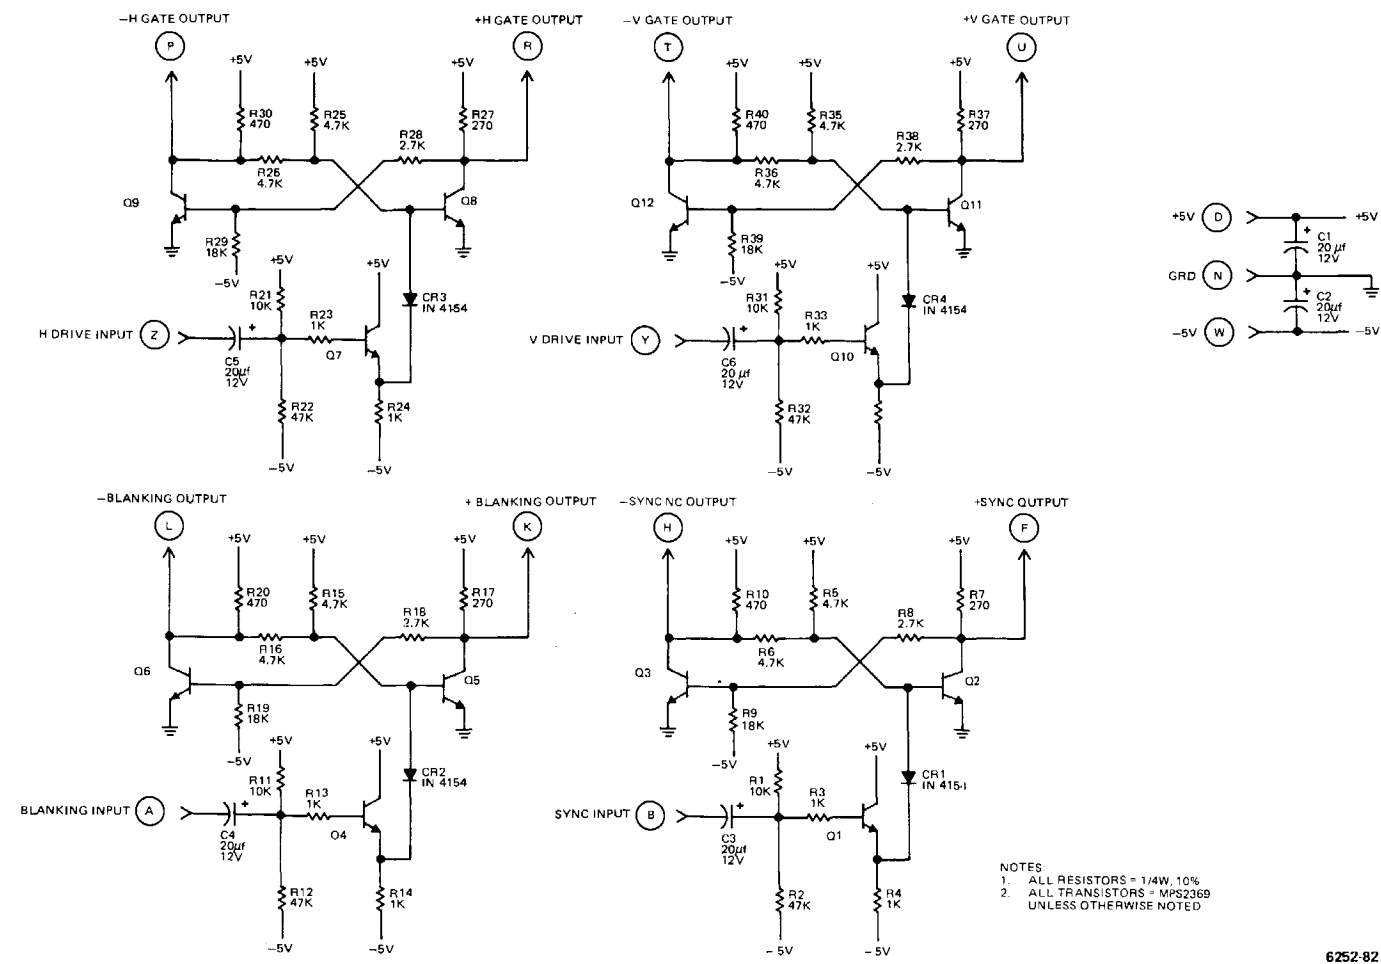 −H GATE OUTPUT
P
+H GATE OUTPUT
R
+5V
+5V
+5V
R30
470
R25
4.7K
R27
270
R28
2.7K
R26
4.7K
Q9
Q8
R29
18K
−5V
+5V
+5V
R21
10K
R23
1K
CR3
IN 4154
H DRIVE INPUT
Z
C5
20µf
12V
+
Q7
R22
47K
R24
1K
−5V
−5V
−V GATE OUTPUT
T
+V GATE OUTPUT
U
+5V
+5V
+5V
R40
470
R35
4.7K
R37
270
R38
2.7K
R36
4.7K
Q12
Q11
R39
18K
−5V
+5V
+5V
R31
10K
R33
1K
CR4
IN 4154
V DRIVE INPUT
Y
C6
20 µf
12V
+
Q10
R32
47K
−5V
−5V
+5V
D
+5V
+
C1
20 µf
12V
GRD
N
+
C2
20µf
12V
−5V
W
−5V
−BLANKING OUTPUT
L
+ BLANKING OUTPUT
K
+5V
+5V
+5V
R20
470
R15
4.7K
R17
270
R18
2.7K
R16
4.7K
Q6
Q5
R19
18K
−5V
+5V
+5V
R11
10K
R13
1K
CR2
IN 4154
BLANKING INPUT
A
C4
20µf
12V
+
Q4
R12
47K
R14
1K
−5V
−5V
−SYNC NC OUTPUT
H
+SYNC OUTPUT
F
+5V
+5V
+5V
R10
470
R5
4.7K
R7
270
R8
2.7K
R6
4.7K
Q3
Q2
R9
18K
−5V
+5V
+5V
R1
10K
R3
1K
CR1
IN 4154
SYNC INPUT
B
C3
20µf
12V
+
Q1
R2
47K
R4
1K
−5V
−5V
NOTES:
1. ALL RESISTORS = 1/4W, 10%
2. ALL TRANSISTORS = MPS2369
UNLESS OTHERWISE NOTED
6252-82